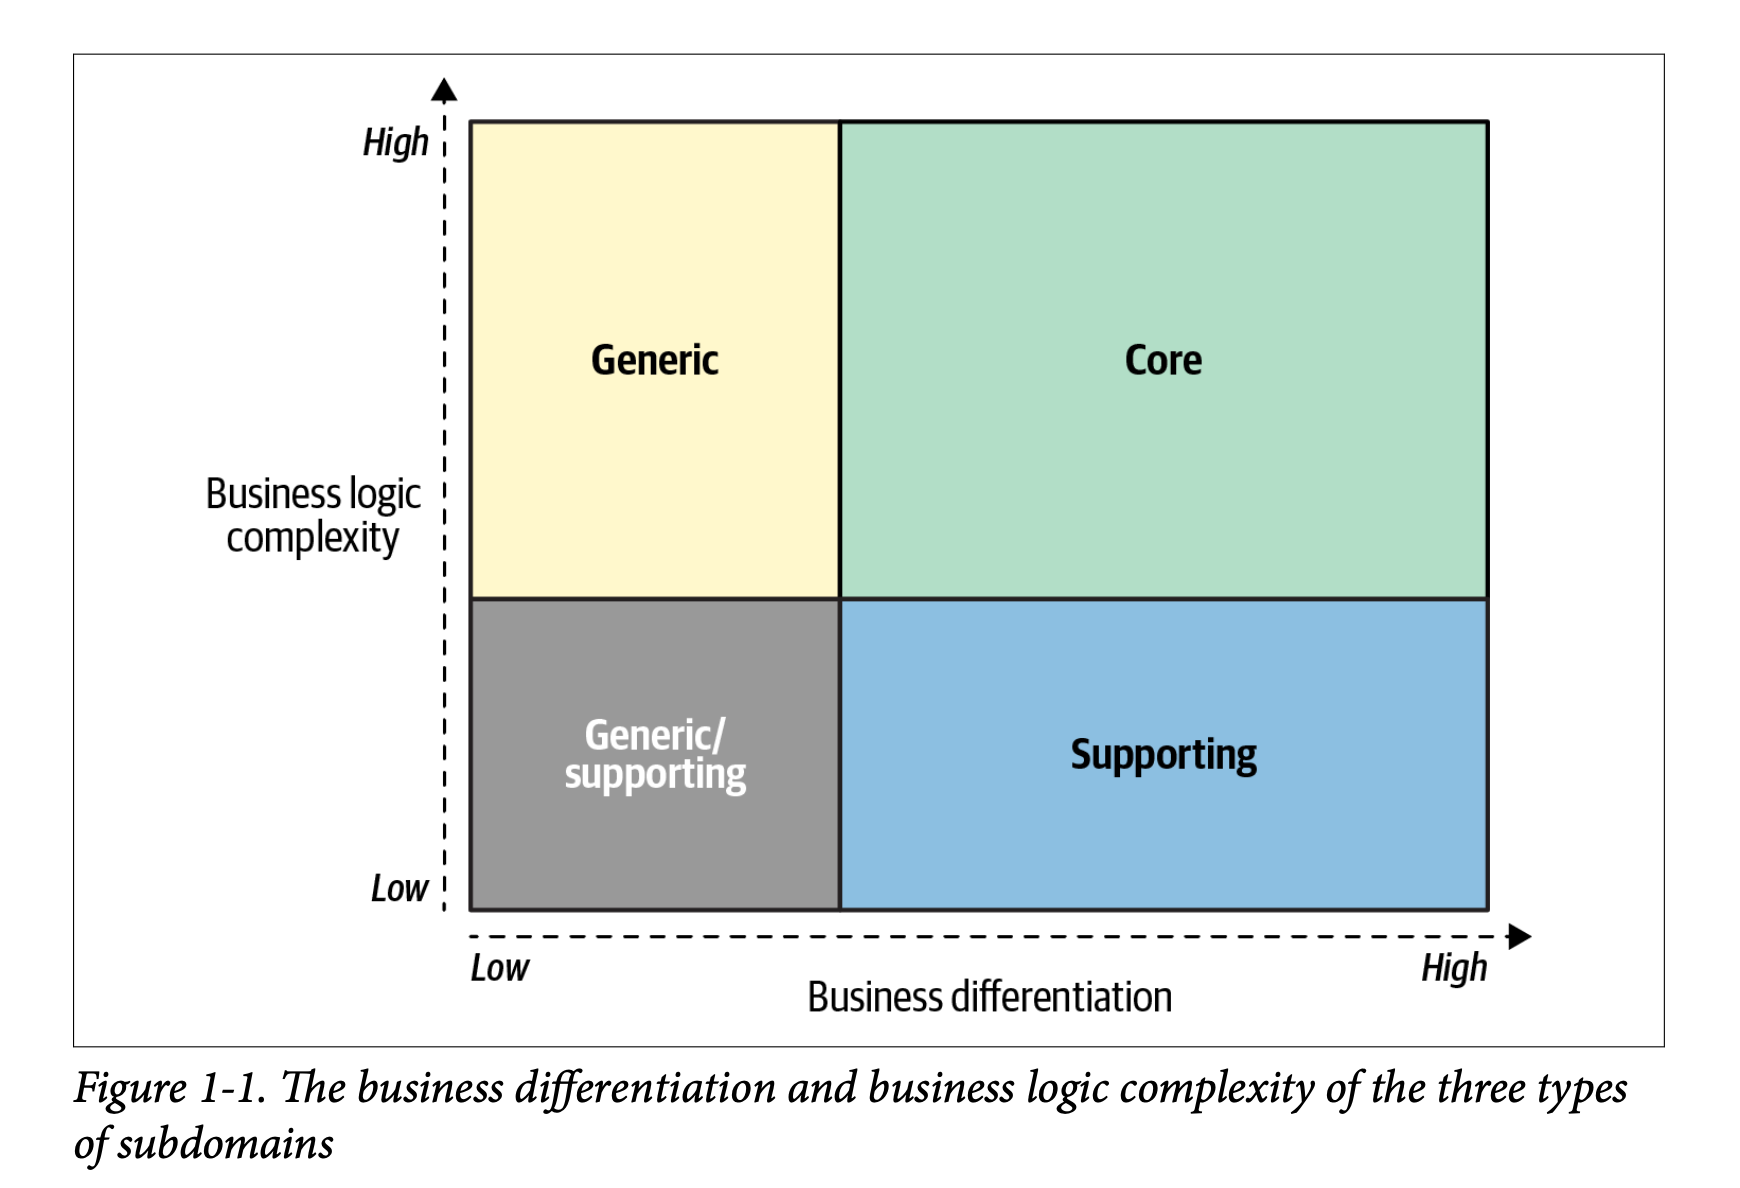 High
Generic
Core
Business logic
complexity
Generic/
supporting
Supporting
Low
Low
High
Business differentiation
Figure 1-1. The business differentiation and business logic complexity of the three types
of subdomains